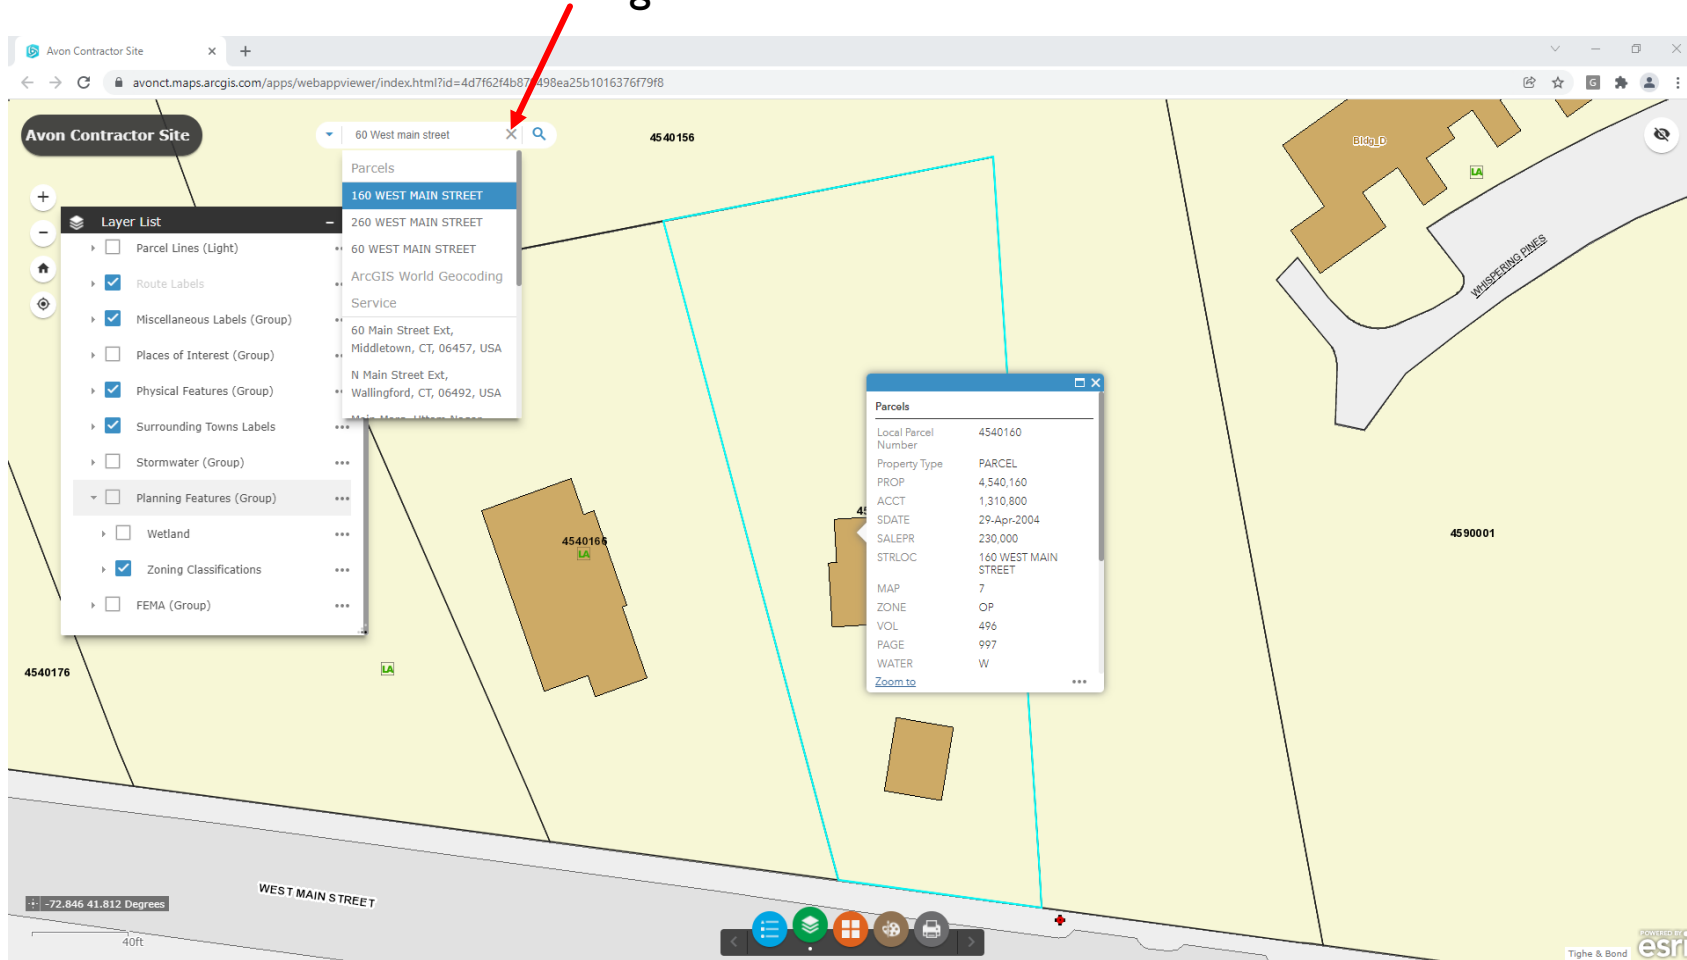 Avon Contractor Site
avonct.maps.arcgis.com/apps/webappviewer/index.html?id=
G
Avon Contractor Site
60 West main street
Parcels
160 WEST MAIN STREET
260 WEST MAIN STREET
60 WEST MAIN STREET
ArcGIS World Geocoding
Service
60 Main Street Ext,
Middletown, CT, 06457, USA
N Main Street Ext,
Wallingford, CT, 06492, USA
Layer List
Parcel Lines (Light)
Route Labels
Miscellaneous Labels (Group)
Places of Interest (Group)
Physical Features (Group)
Surrounding Towns Labels
Stormwater (Group)
Planning Features (Group)
Wetland
Zoning Classifications
FEMA (Group)
4540156
Bldg_D
LA
WHISPERING PINES
Parcels
Local Parcel Number 4540160
Property Type PARCEL
PROP 4,540,160
ACCT 1,310,800
SDATE 29-Apr-2004
SALEPR 230,000
STRLOC 160 WEST MAIN STREET
MAP 7
ZONE OP
VOL 496
PAGE 997
WATER W
Zoom to
4540166
LA
4590001
4540176
LA
WEST MAIN STREET
-72.846 41.812 Degrees
40ft
Tighe & Bond
POWERED BY
esri